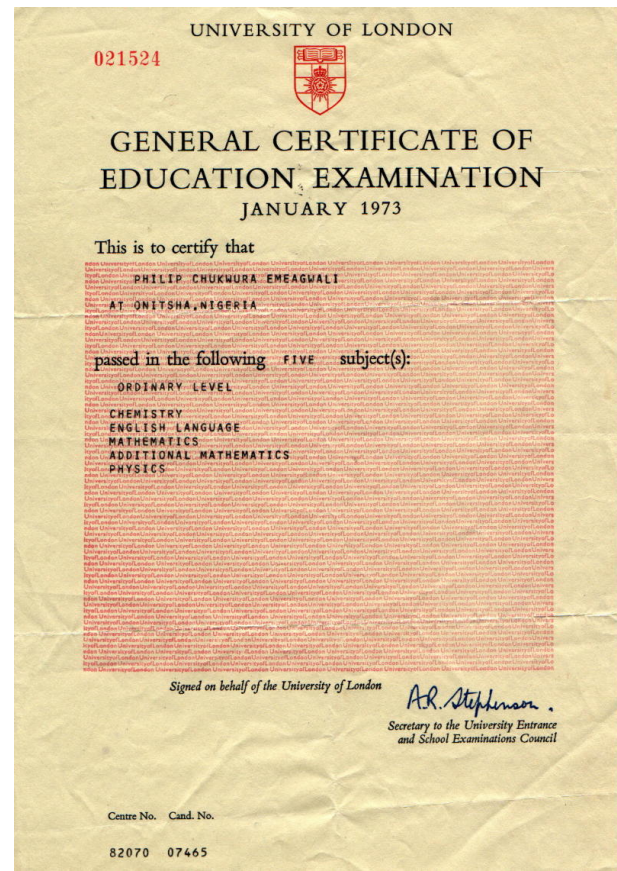 UNIVERSITY OF LONDON
021524
GENERAL CERTIFICATE OF
EDUCATION EXAMINATION
JANUARY 1973
This is to certify that
PHILIP CHUKWURA EMEAGWALI
AT ONITSHA, NIGERIA
passed in the following FIVE subject(s):
ORDINARY LEVEL
CHEMISTRY
ENGLISH LANGUAGE
MATHEMATICS
ADDITIONAL MATHEMATICS
PHYSICS
Signed on behalf of the University of London
A.R. Stephenson.
Secretary to the University Entrance
and School Examinations Council
Centre No. Cand. No.
82070 07465